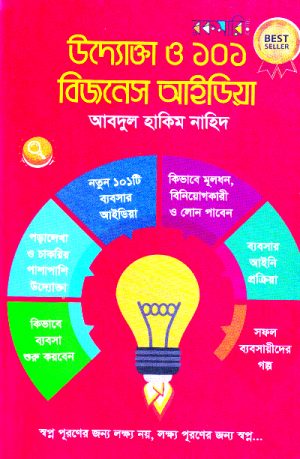 রকমারি
BEST
SELLER
উদ্যোক্তা ও ১০১
বিজনেস আইডিয়া
আবদুল হাকিম নাহিদ
নতুন ১০১টি
ব্যবসার
আইডিয়া
কিভাবে মূলধন,
বিনিয়োগকারী
ও লোন পাবেন
পড়ালেখা
ও চাকরির
পাশাপাশি
উদ্যোক্তা
ব্যবসার
আইনি
প্রক্রিয়া
কিভাবে
ব্যবসা
শুরু করবেন
সফল
ব্যবসায়ীদের
গল্প
স্বপ্ন পূরণের জন্য লক্ষ্য নয়, লক্ষ্য পূরণের জন্য স্বপ্ন...